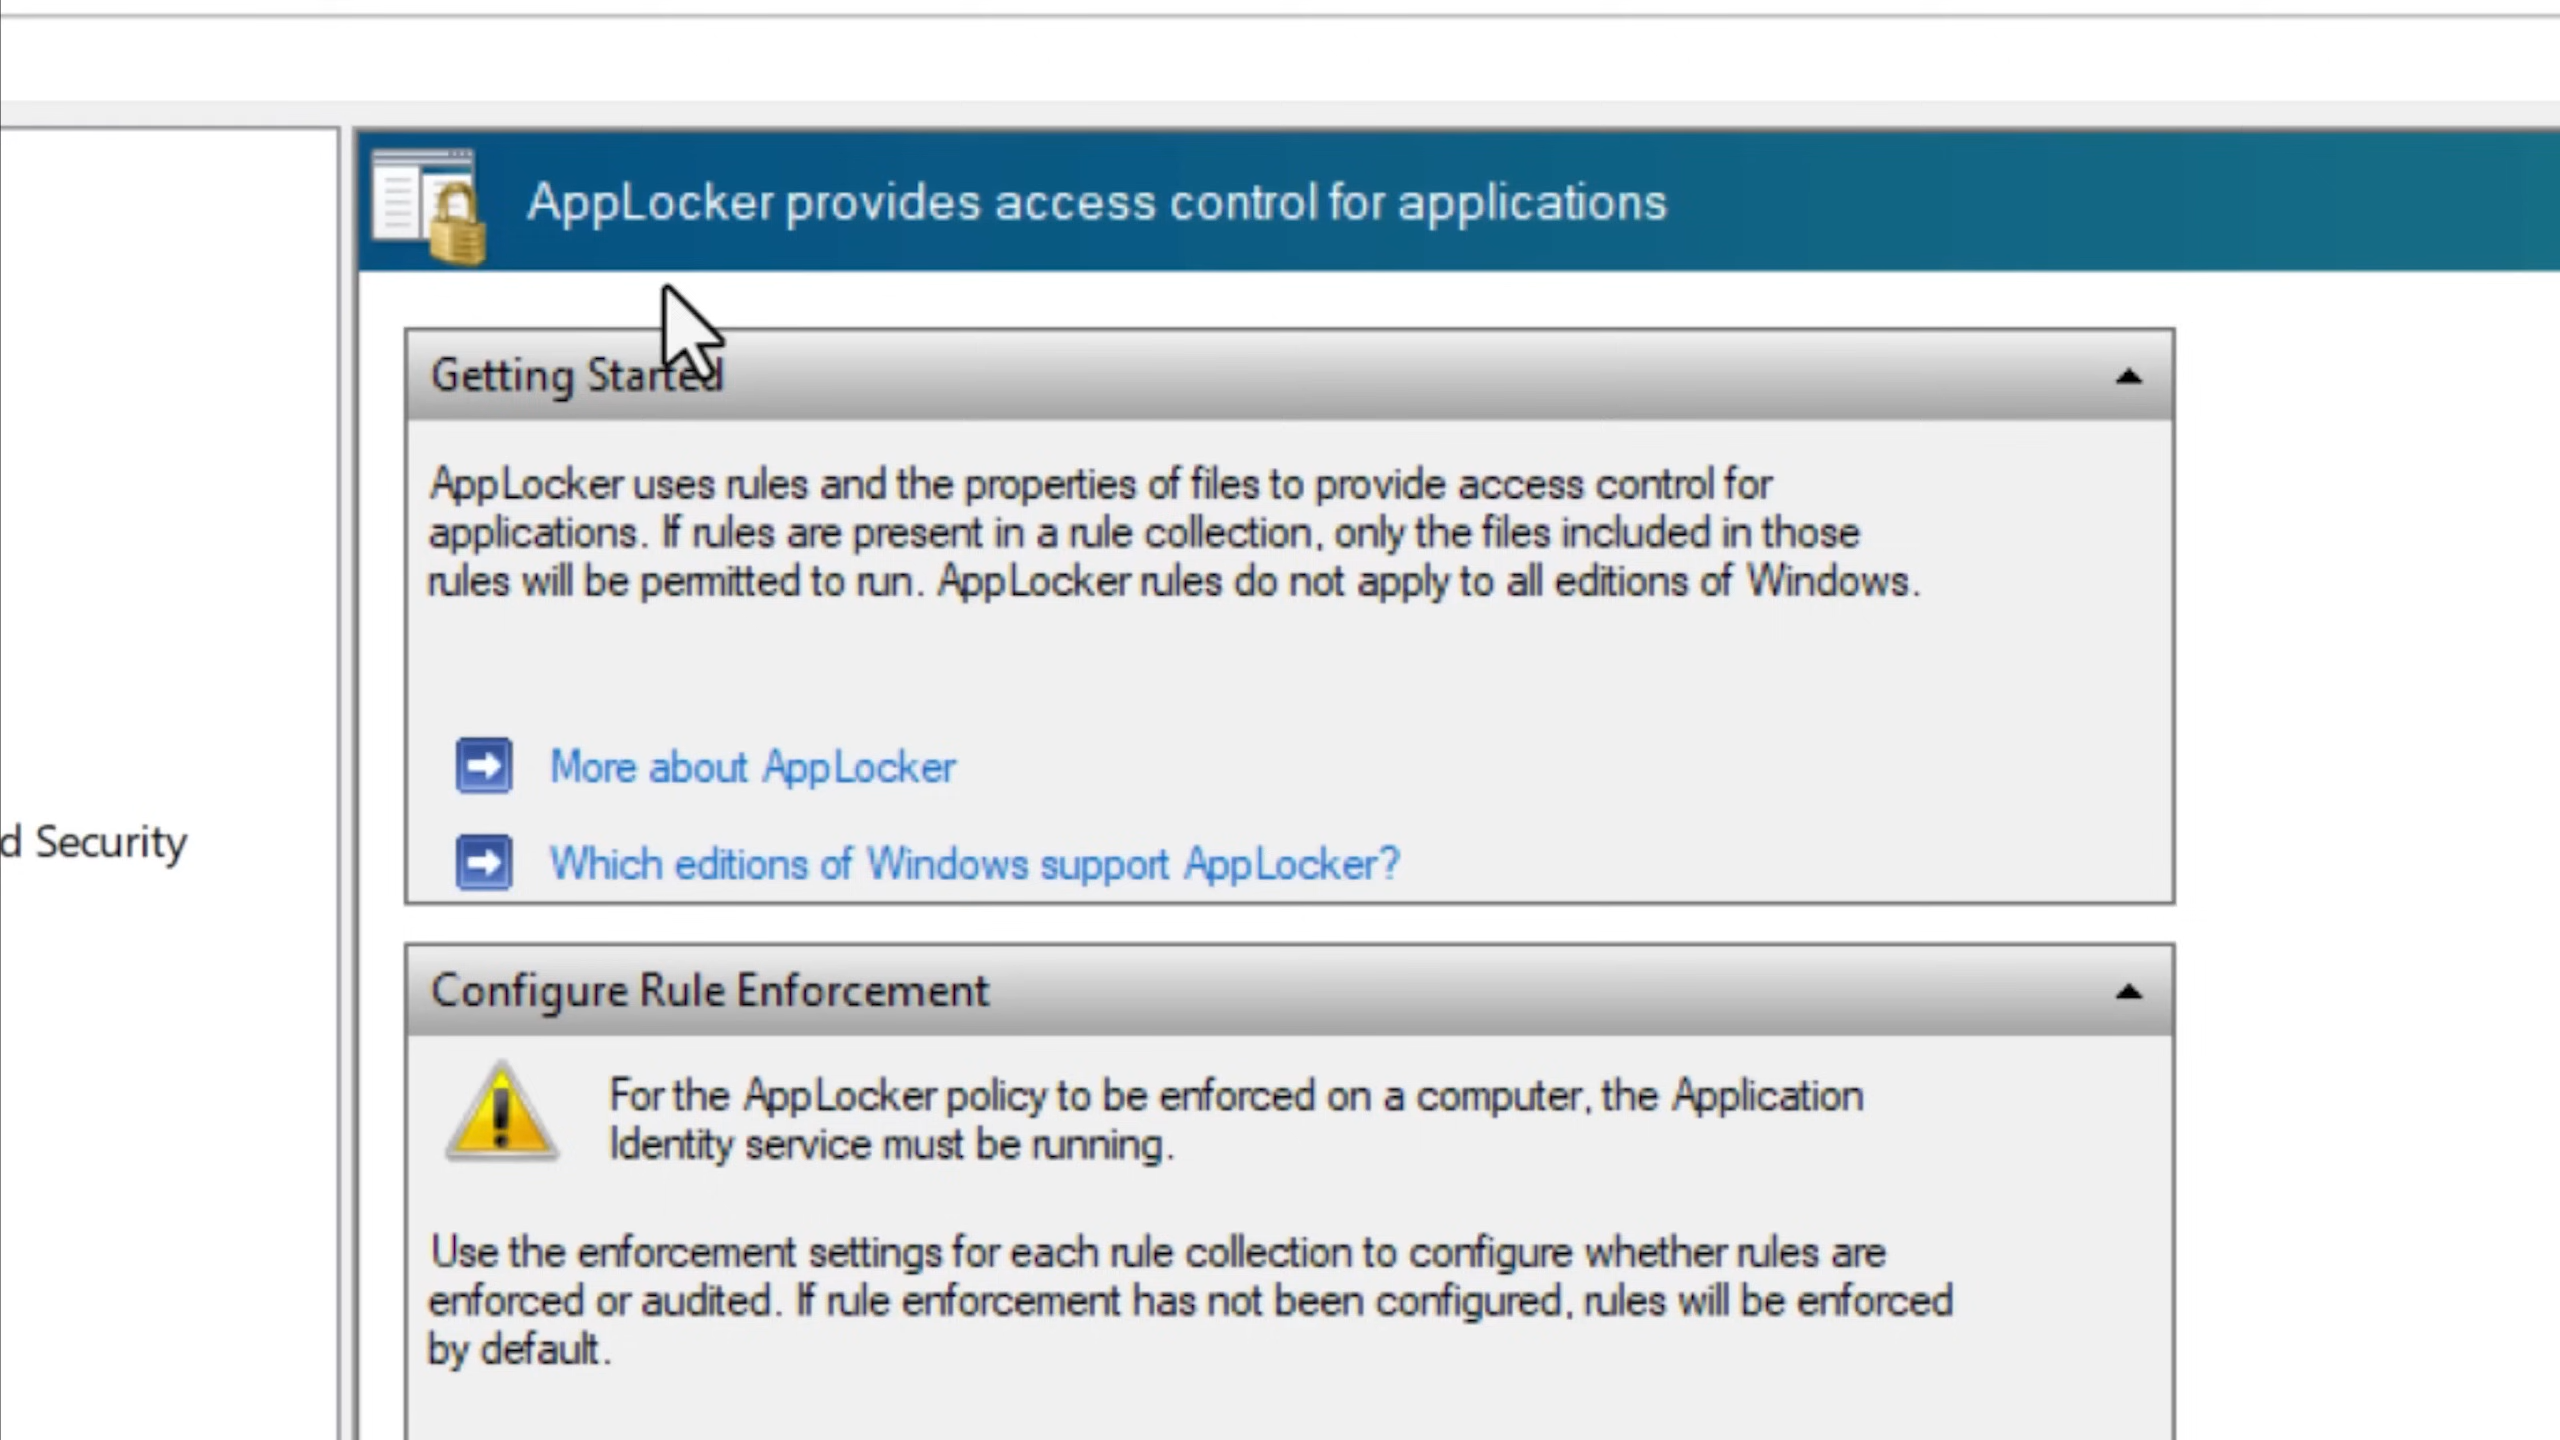 AppLocker provides access control for applications
Getting Started
AppLocker uses rules and the properties of files to provide access control for
applications. If rules are present in a rule collection, only the files included in those
rules will be permitted to run. AppLocker rules do not apply to all editions of Windows.
More about AppLocker
Which editions of Windows support AppLocker?
d Security
Configure Rule Enforcement
For the AppLocker policy to be enforced on a computer, the Application
Identity service must be running.
Use the enforcement settings for each rule collection to configure whether rules are
enforced or audited. If rule enforcement has not been configured, rules will be enforced
by default.